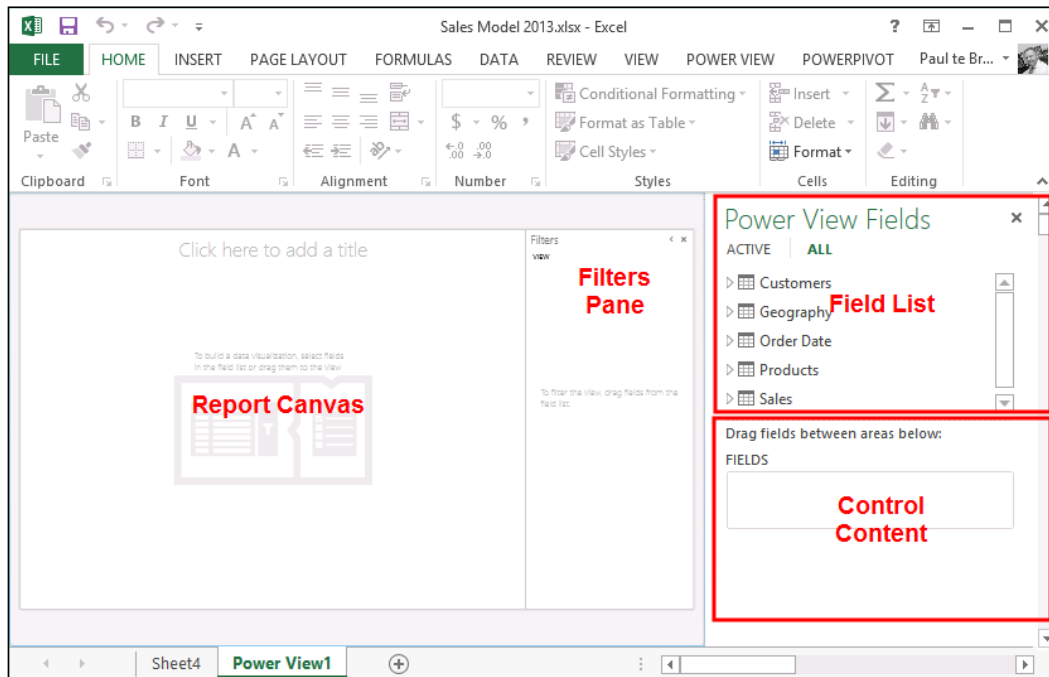 Sales Model 2013.xlsx - Excel
FILE HOME INSERT PAGE LAYOUT FORMULAS DATA REVIEW VIEW POWER VIEW POWERPIVOT Paul te Br...
Paste
B I U A A
A
$ % ,
Conditional Formatting
Format as Table
Cell Styles
Insert
Delete
Format
Clipboard Font Alignment Number Styles Cells Editing
Click here to add a title
To build a data visualization, select fields
in the field list or drag them to the view
Report Canvas
Filters
VIEW
Filters
Pane
To filter the view, drag fields from the
field list.
Power View Fields
ACTIVE ALL
Customers
Geography
Field List
Order Date
Products
Sales
Drag fields between areas below:
FIELDS
Control
Content
Sheet4 Power View1